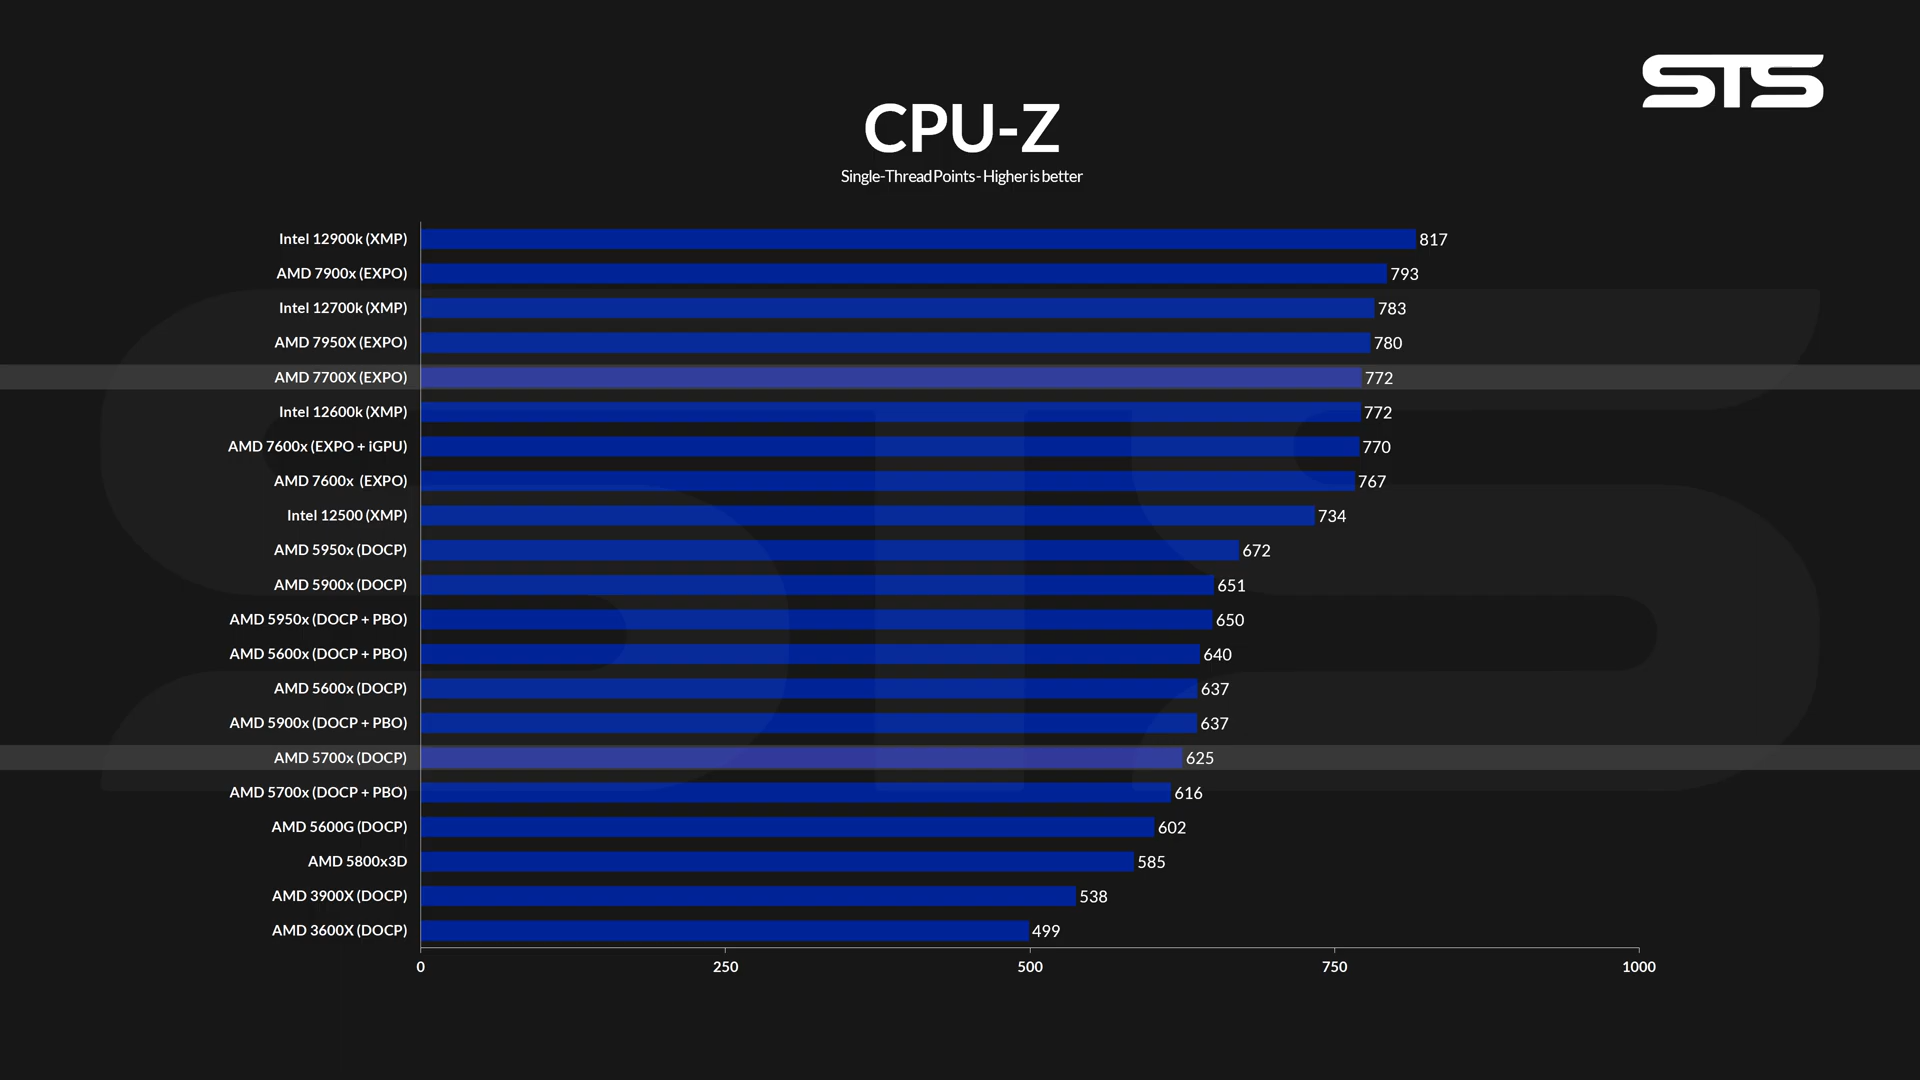 STS
CPU-Z
Single-Thread Points - Higher is better
Intel 12900k (XMP) 817
AMD 7900x (EXPO) 793
Intel 12700k (XMP) 783
AMD 7950X (EXPO) 780
AMD 7700X (EXPO) 772
Intel 12600k (XMP) 772
AMD 7600x (EXPO + iGPU) 770
AMD 7600x (EXPO) 767
Intel 12500 (XMP) 734
AMD 5950x (DOCP) 672
AMD 5900x (DOCP) 651
AMD 5950x (DOCP + PBO) 650
AMD 5600x (DOCP + PBO) 640
AMD 5600x (DOCP) 637
AMD 5900x (DOCP + PBO) 637
AMD 5700x (DOCP) 625
AMD 5700x (DOCP + PBO) 616
AMD 5600G (DOCP) 602
AMD 5800x3D 585
AMD 3900X (DOCP) 538
AMD 3600X (DOCP) 499
0 250 500 750 1000